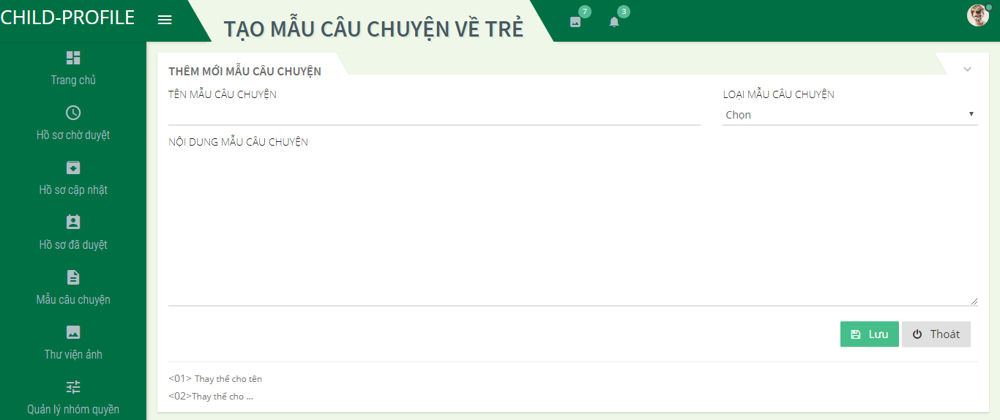 CHILD-PROFILE
TẠO MẪU CÂU CHUYỆN VỀ TRẺ
7
3
Trang chủ
Hồ sơ chờ duyệt
Hồ sơ cập nhật
Hồ sơ đã duyệt
Mẫu câu chuyện
Thư viện ảnh
Quản lý nhóm quyền
THÊM MỚI MẪU CÂU CHUYỆN
TÊN MẪU CÂU CHUYỆN
LOẠI MẪU CÂU CHUYỆN
Chọn
NỘI DUNG MẪU CÂU CHUYỆN
Lưu
Thoát
<01> Thay thế cho tên
<02>Thay thế cho ...